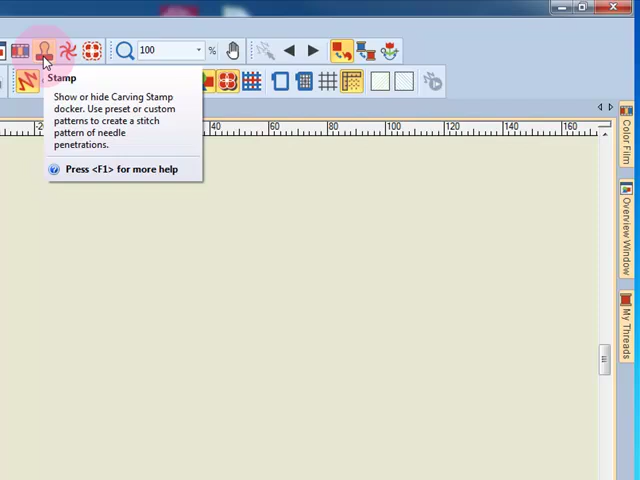 100 %
Stamp
Show or hide Carving Stamp
docker. Use preset or custom
patterns to create a stitch
pattern of needle
penetrations.
Press <F1> for more help
-20 40 60 80 100 120 140 160
Color Film
Overview Window
My Threads